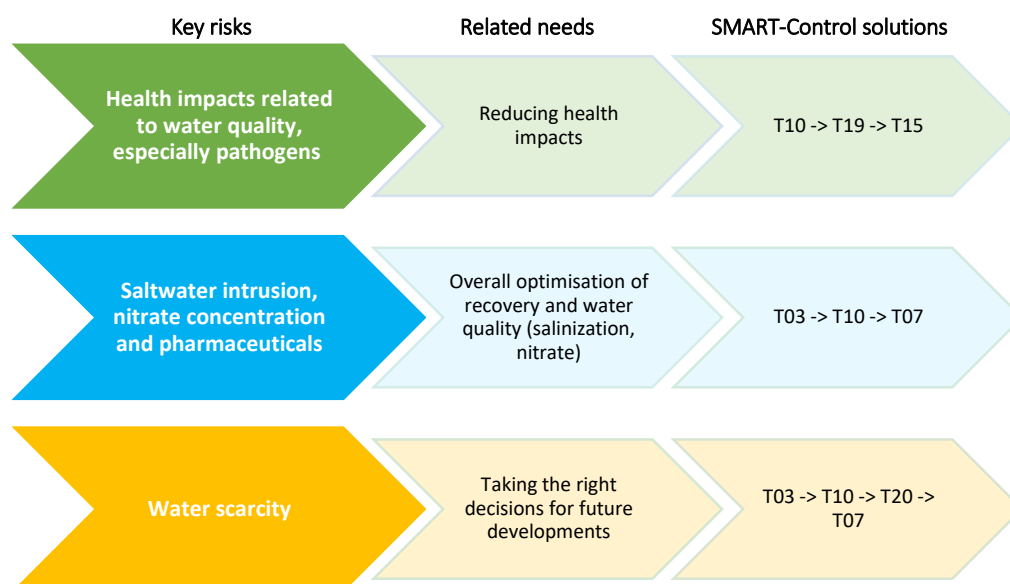 Key risks
Related needs
SMART-Control solutions
Health impacts related
to water quality,
especially pathogens
Reducing health
impacts
T10 -> T19 -> T15
Saltwater intrusion,
nitrate concentration
and pharmaceuticals
Overall optimisation of
recovery and water
quality (salinization,
nitrate)
T03 -> T10 -> T07
Water scarcity
Taking the right
decisions for future
developments
T03 -> T10 -> T20 ->
T07